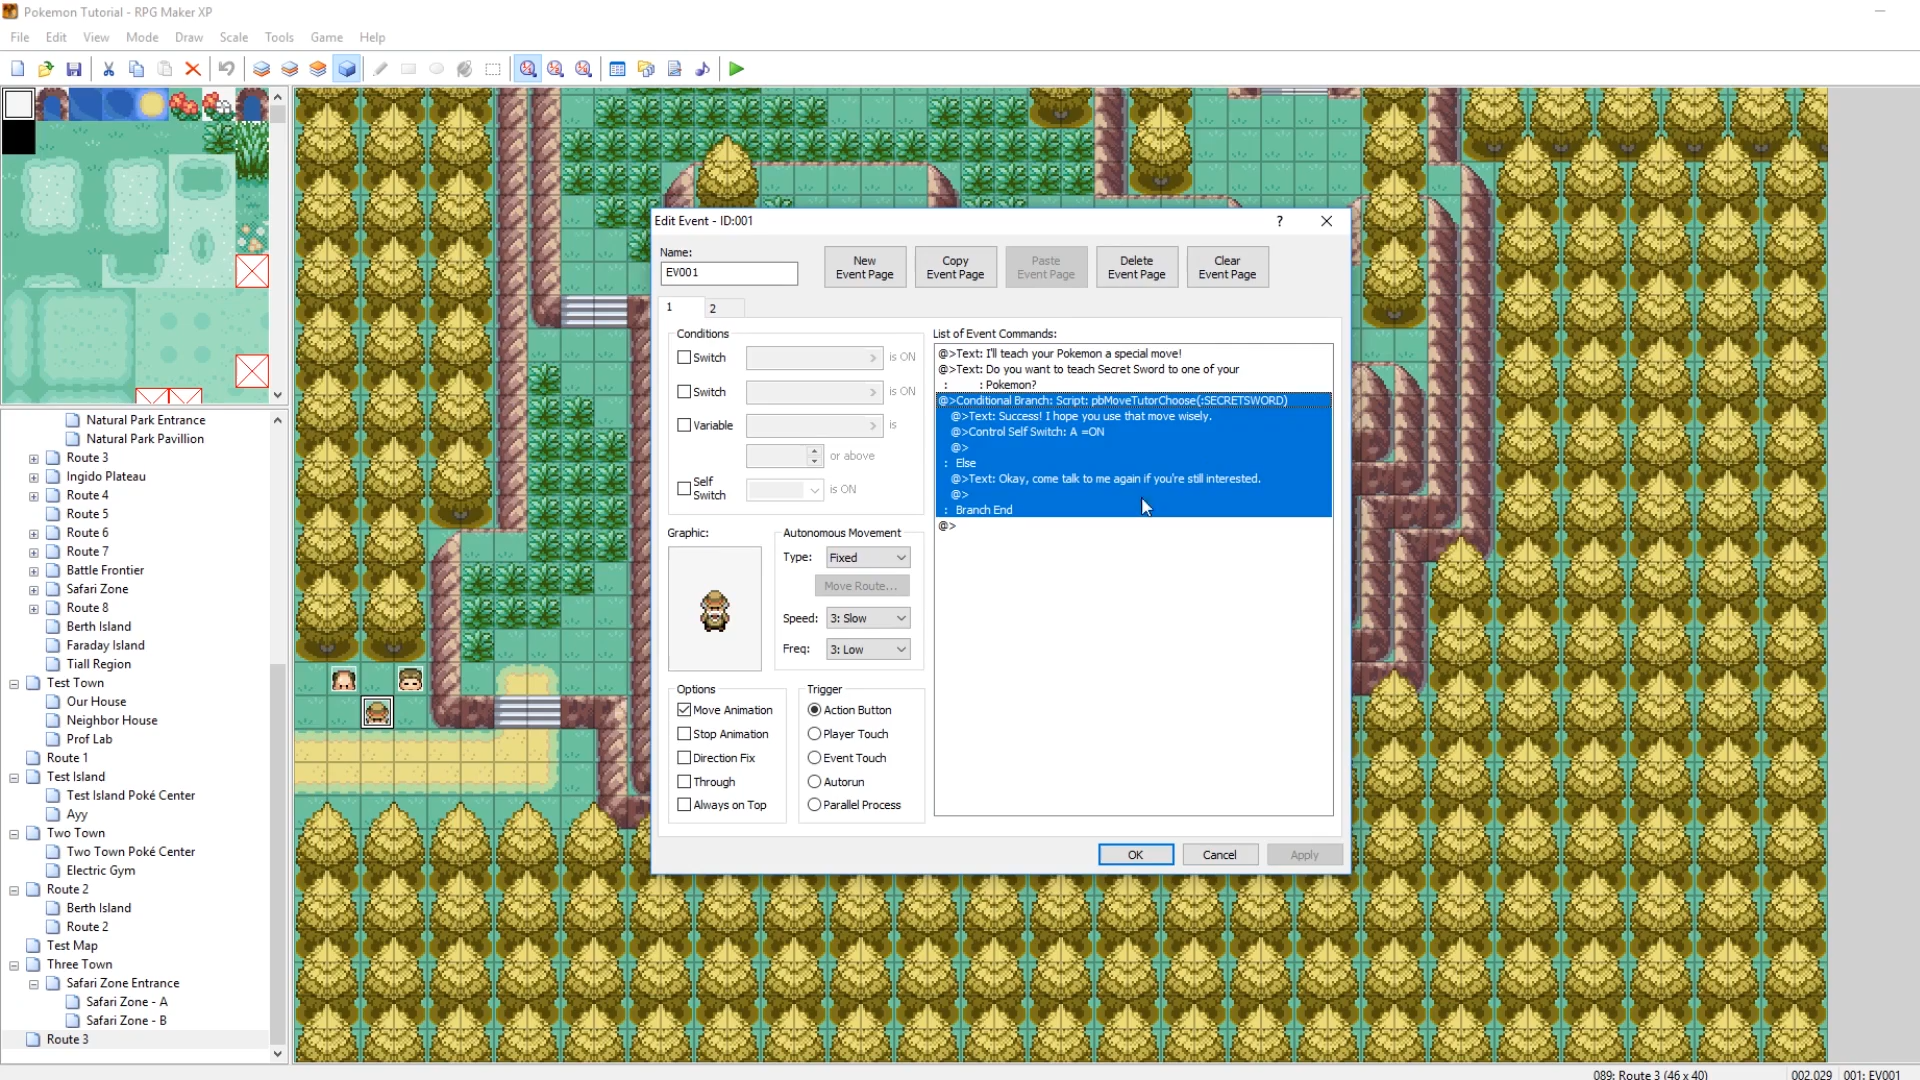 Pokemon Tutorial - RPG Maker XP
File Edit View Mode Draw Scale Tools Game Help
Natural Park Entrance
Natural Park Pavillion
Route 3
Ingido Plateau
Route 4
Route 5
Route 6
Route 7
Battle Frontier
Safari Zone
Route 8
Berth Island
Faraday Island
Tiall Region
Test Town
Our House
Neighbor House
Prof Lab
Route 1
Test Island
Test Island Poké Center
Ayy
Two Town
Two Town Poké Center
Electric Gym
Route 2
Berth Island
Route 2
Test Map
Three Town
Safari Zone Entrance
Safari Zone - A
Safari Zone - B
Route 3
Edit Event - ID:001
?
Name:
EV001
New Event Page
Copy Event Page
Paste Event Page
Delete Event Page
Clear Event Page
1 2
Conditions
Switch is ON
Switch is ON
Variable is
or above
Self Switch is ON
Graphic:
Autonomous Movement
Type: Fixed
Move Route...
Speed: 3: Slow
Freq: 3: Low
Options
Move Animation
Stop Animation
Direction Fix
Through
Always on Top
Trigger
Action Button
Player Touch
Event Touch
Autorun
Parallel Process
List of Event Commands:
@>Text: I'll teach your Pokemon a special move!
@>Text: Do you want to teach Secret Sword to one of your
: : Pokemon?
@>Conditional Branch: Script: pbMoveTutorChoose(:SECRETSWORD)
@>Text: Success! I hope you use that move wisely.
@>Control Self Switch: A =ON
@>
: Else
@>Text: Okay, come talk to me again if you're still interested.
@>
: Branch End
@>
OK Cancel Apply
089: Route 3 (46 x 40) 002.029 001: EV001